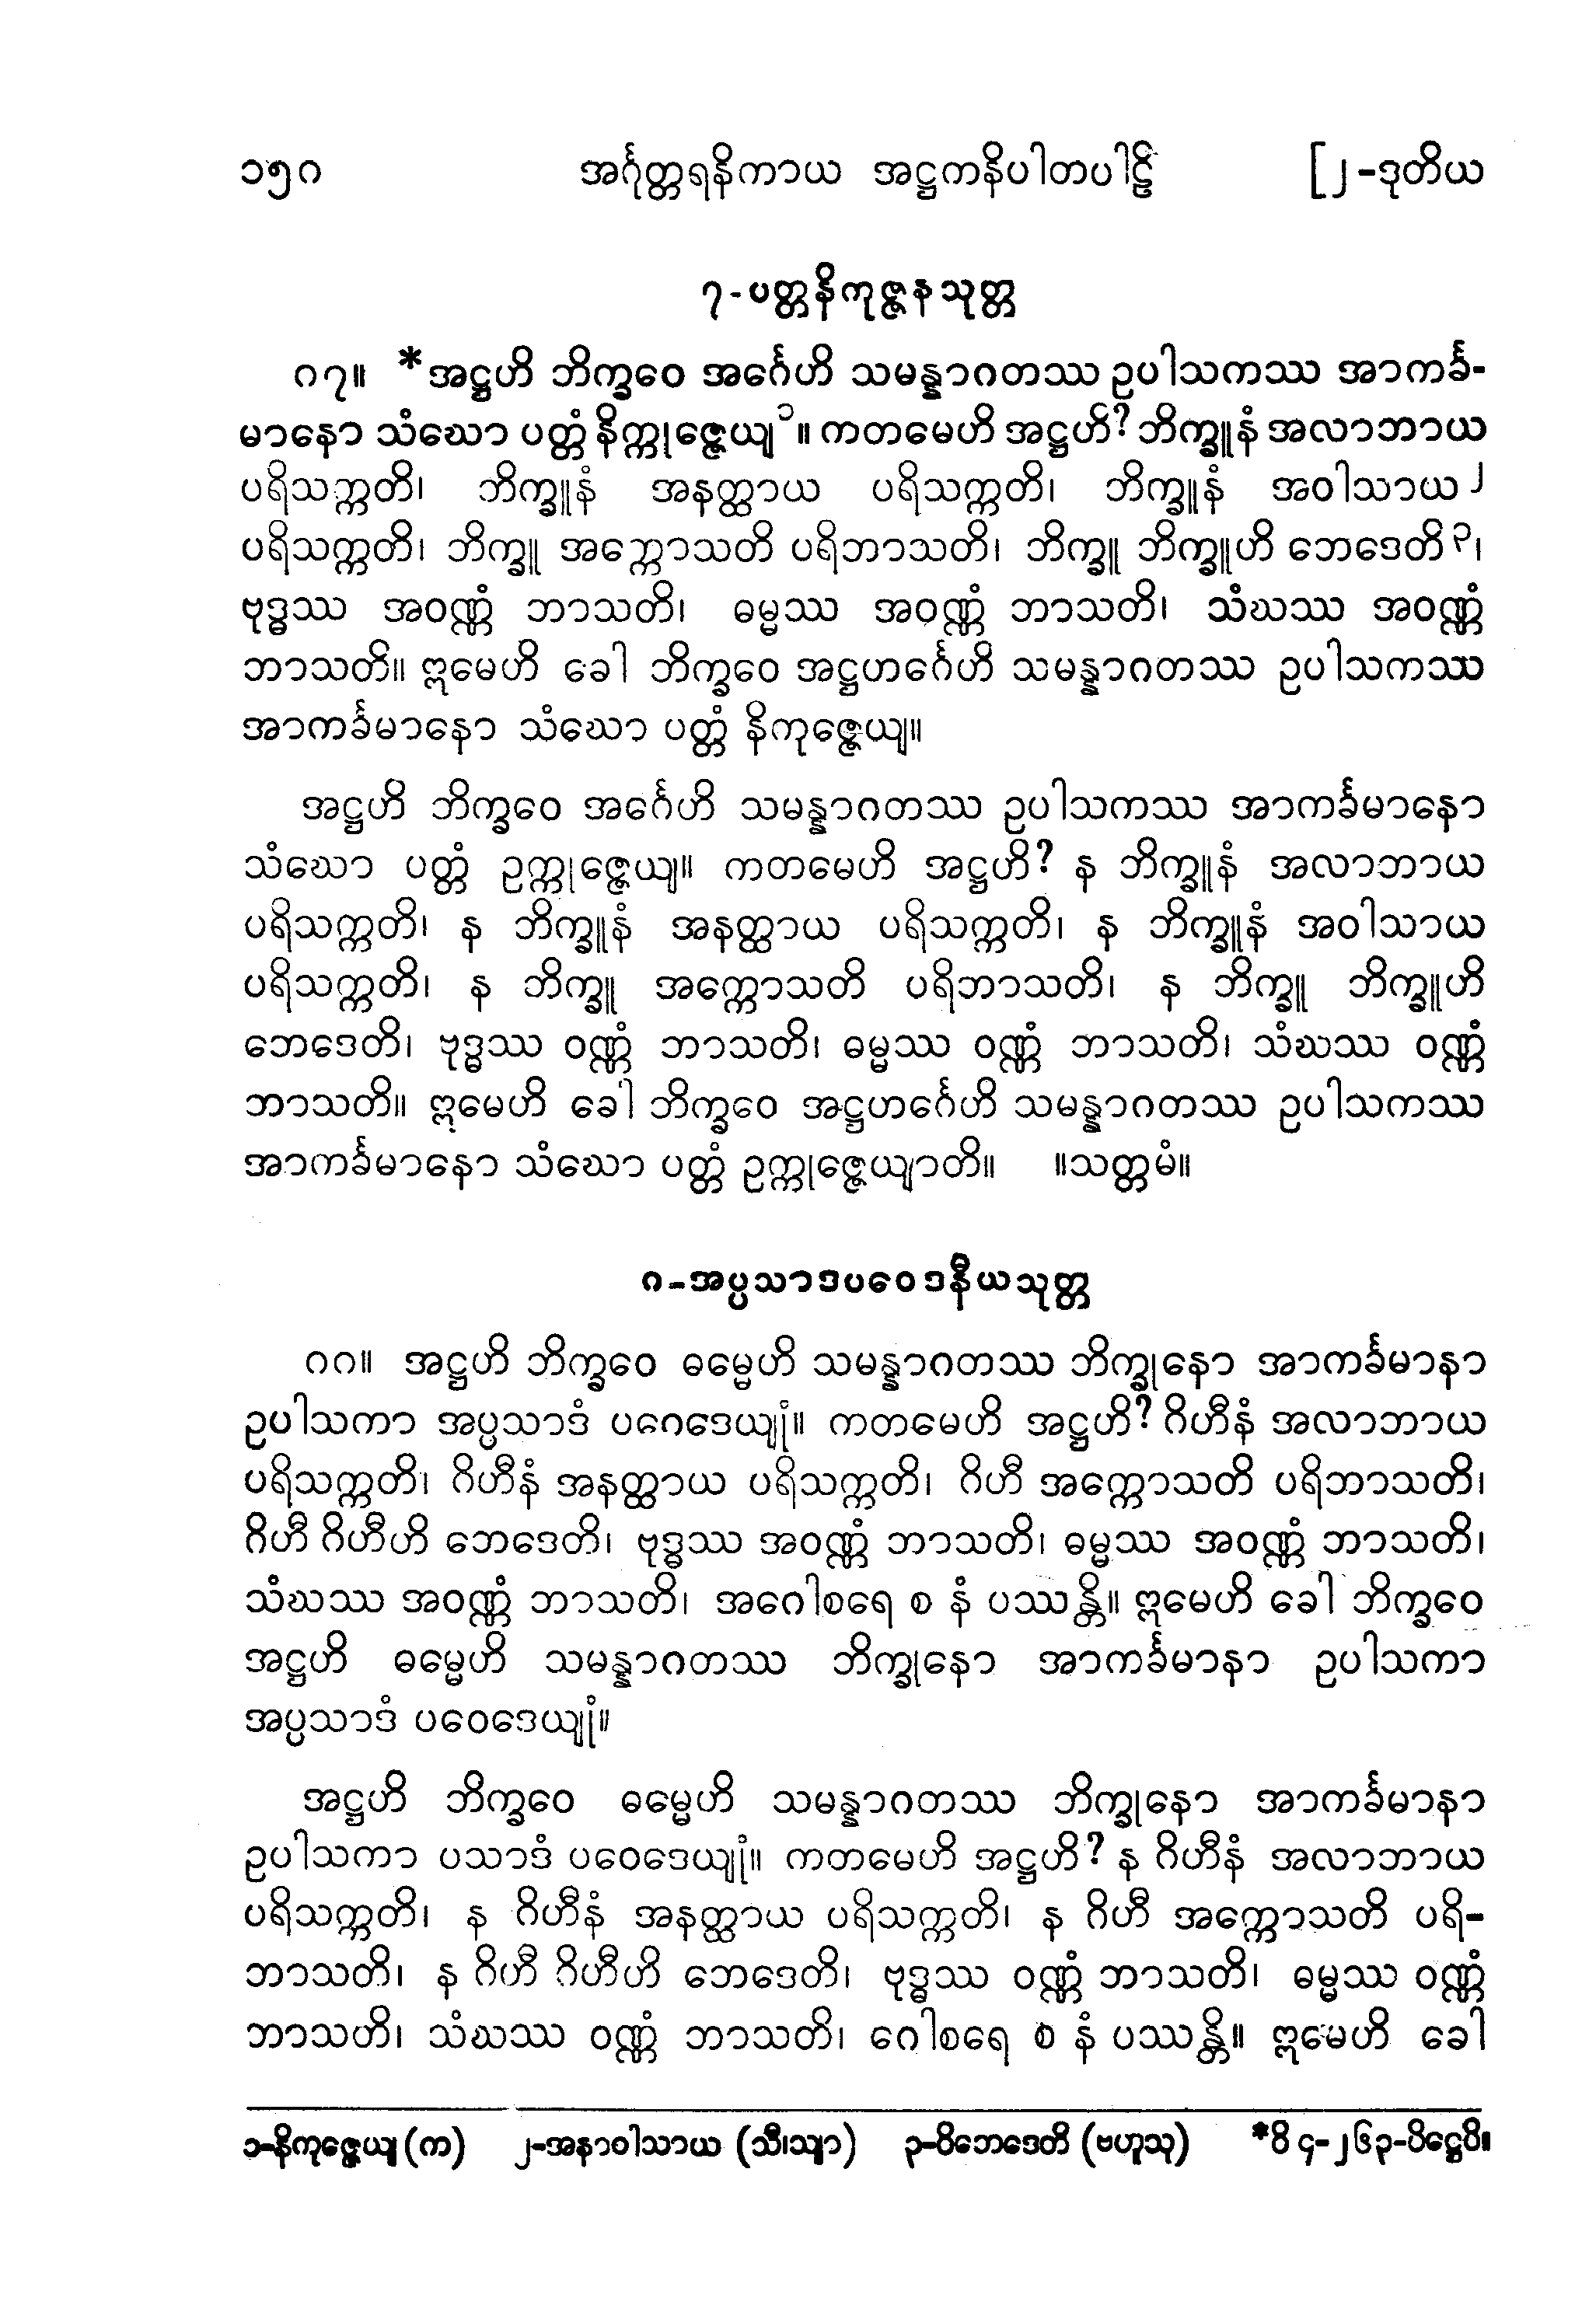 ၁၅၈ အင်္ဂုတ္တရနိကာယ အဋ္ဌကနိပါတပါဠိ [၂-ဒုတိယ
၇-ပတ္တနိကုဇ္ဇနသုတ္တ
၈၇။ *အဋ္ဌဟိ ဘိက္ခဝေ အင်္ဂေဟိ သမန္နာဂတဿ ဥပါသကဿ အာကင်္ခ-
မာနော သံဃော ပတ္တံ နိက္ကုဇ္ဇေယျ၁။ ကတမေဟိ အဋ္ဌဟိ? ဘိက္ခူနံ အလာဘာယ
ပရိသက္ကတိ၊ ဘိက္ခူနံ အနတ္ထာယ ပရိသက္ကတိ၊ ဘိက္ခူနံ အဝါသာယ၂
ပရိသက္ကတိ၊ ဘိက္ခူ အက္ကောသတိ ပရိဘာသတိ၊ ဘိက္ခူ ဘိက္ခူဟိ ဘေဒေတိ၃၊
ဗုဒ္ဓဿ အဝဏ္ဏံ ဘာသတိ၊ ဓမ္မဿ အဝဏ္ဏံ ဘာသတိ၊ သံဃဿ အဝဏ္ဏံ
ဘာသတိ။ ဣမေဟိ ခေါ ဘိက္ခဝေ အဋ္ဌဟင်္ဂေဟိ သမန္နာဂတဿ ဥပါသကဿ
အာကင်္ခမာနော သံဃော ပတ္တံ နိကုဇ္ဇေယျ။
အဋ္ဌဟိ ဘိက္ခဝေ အင်္ဂေဟိ သမန္နာဂတဿ ဥပါသကဿ အာကင်္ခမာနော
သံဃော ပတ္တံ ဥက္ကုဇ္ဇေယျ။ ကတမေဟိ အဋ္ဌဟိ? န ဘိက္ခူနံ အလာဘာယ
ပရိသက္ကတိ၊ န ဘိက္ခူနံ အနတ္ထာယ ပရိသက္ကတိ၊ န ဘိက္ခူနံ အဝါသာယ
ပရိသက္ကတိ၊ န ဘိက္ခူ အက္ကောသတိ ပရိဘာသတိ၊ န ဘိက္ခူ ဘိက္ခူဟိ
ဘေဒေတိ၊ ဗုဒ္ဓဿ ဝဏ္ဏံ ဘာသတိ၊ ဓမ္မဿ ဝဏ္ဏံ ဘာသတိ၊ သံဃဿ ဝဏ္ဏံ
ဘာသတိ။ ဣမေဟိ ခေါ ဘိက္ခဝေ အဋ္ဌဟင်္ဂေဟိ သမန္နာဂတဿ ဥပါသကဿ
အာကင်္ခမာနော သံဃော ပတ္တံ ဥက္ကုဇ္ဇေယျာတိ။ ။သတ္တမံ။
၈-အပ္ပသာဒပဝေဒနီယသုတ္တ
၈၈။ အဋ္ဌဟိ ဘိက္ခဝေ ဓမ္မေဟိ သမန္နာဂတဿ ဘိက္ခုနော အာကင်္ခမာနာ
ဥပါသကာ အပ္ပသာဒံ ပဝေဒေယျုံ။ ကတမေဟိ အဋ္ဌဟိ? ဂိဟီနံ အလာဘာယ
ပရိသက္ကတိ၊ ဂိဟီနံ အနတ္ထာယ ပရိသက္ကတိ၊ ဂိဟီ အက္ကောသတိ ပရိဘာသတိ၊
ဂိဟီ ဂိဟီဟိ ဘေဒေတိ၊ ဗုဒ္ဓဿ အဝဏ္ဏံ ဘာသတိ၊ ဓမ္မဿ အဝဏ္ဏံ ဘာသတိ၊
သံဃဿ အဝဏ္ဏံ ဘာသတိ၊ အဂေါစရေ စ နံ ပဿန္တိ။ ဣမေဟိ ခေါ ဘိက္ခဝေ
အဋ္ဌဟိ ဓမ္မေဟိ သမန္နာဂတဿ ဘိက္ခုနော အာကင်္ခမာနာ ဥပါသကာ
အပ္ပသာဒံ ပဝေဒေယျုံ။
အဋ္ဌဟိ ဘိက္ခဝေ ဓမ္မေဟိ သမန္နာဂတဿ ဘိက္ခုနော အာကင်္ခမာနာ
ဥပါသကာ ပသာဒံ ပဝေဒေယျုံ။ ကတမေဟိ အဋ္ဌဟိ? န ဂိဟီနံ အလာဘာယ
ပရိသက္ကတိ၊ န ဂိဟီနံ အနတ္ထာယ ပရိသက္ကတိ၊ န ဂိဟီ အက္ကောသတိ ပရိ-
ဘာသတိ၊ န ဂိဟီ ဂိဟီဟိ ဘေဒေတိ၊ ဗုဒ္ဓဿ ဝဏ္ဏံ ဘာသတိ၊ ဓမ္မဿ ဝဏ္ဏံ
ဘာသတိ၊ သံဃဿ ဝဏ္ဏံ ဘာသတိ၊ ဂေါစရေ စ နံ ပဿန္တိ။ ဣမေဟိ ခေါ
၁-နိကုဇ္ဇေယျ (က) ၂-အနာဝါသာယ (သီ၊သျာ) ၃-ဝိဘေဒေတိ (ဗဟူသု) *ဝိ ၄-၂၆၃-ပိဋ္ဌေပိ။